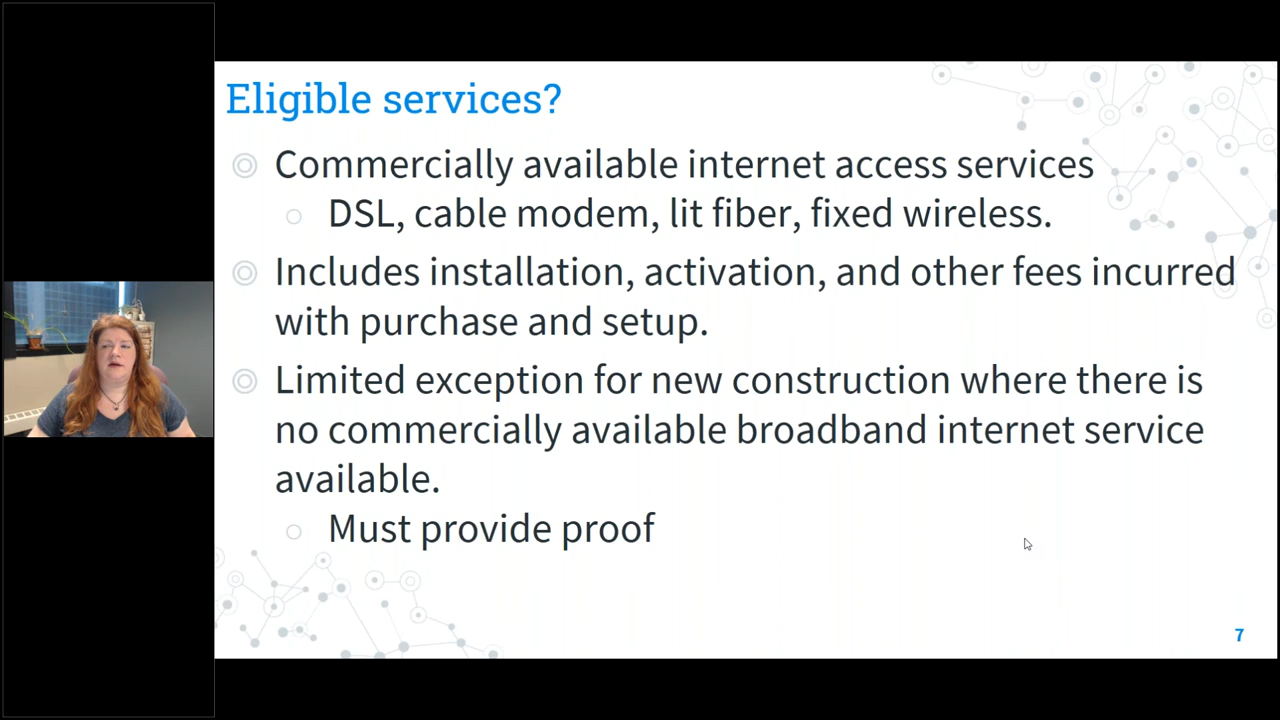 Eligible services?
Commercially available internet access services
DSL, cable modem, lit fiber, fixed wireless.
Includes installation, activation, and other fees incurred
with purchase and setup.
Limited exception for new construction where there is
no commercially available broadband internet service
available.
Must provide proof
7